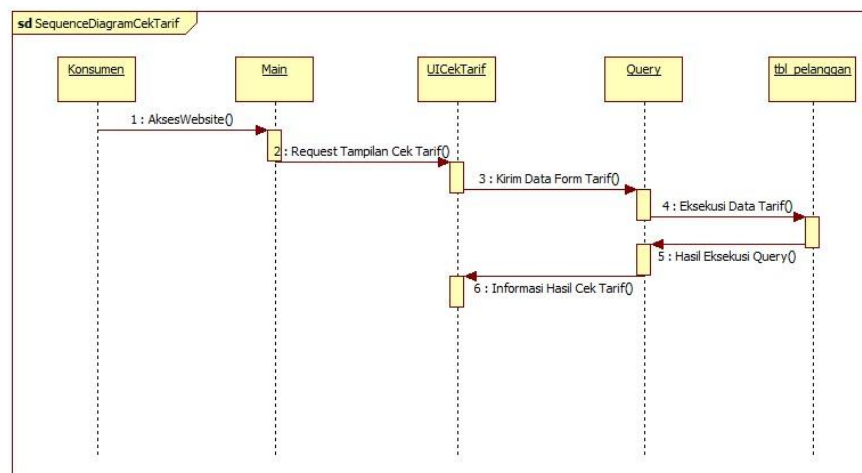 sd SequenceDiagramCekTarif
Konsumen
Main
UICekTarif
Query
tbl_pelanggan
1 : AksesWebsite()
2 : Request Tampilan Cek Tarif()
3 : Kirim Data Form Tarif()
4 : Eksekusi Data Tarif()
5 : Hasil Eksekusi Query()
6 : Informasi Hasil Cek Tarif()